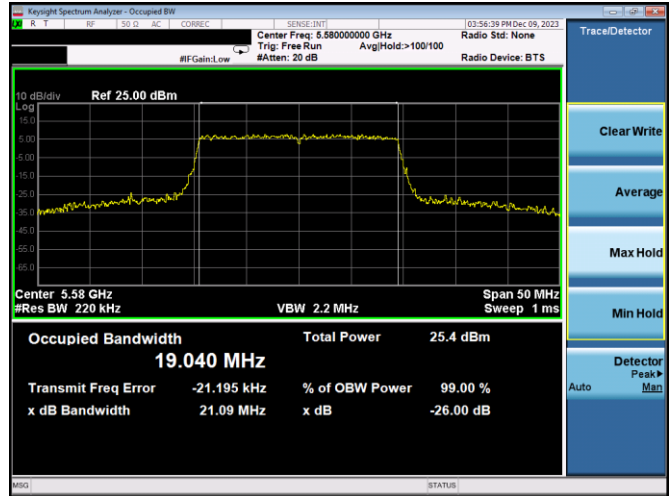 Keysight Spectrum Analyzer - Occupied BW
LXI R T RF 50 Ω AC CORREC SENSE:INT 03:56:39 PM Dec 09, 2023
Center Freq: 5.580000000 GHz Radio Std: None
Trig: Free Run Avg|Hold:>100/100
#IFGain:Low #Atten: 20 dB Radio Device: BTS
Trace/Detector
10 dB/div Ref 25.00 dBm
Log
15.0
5.00
-5.00
-15.0
-25.0
-35.0
-45.0
-55.0
-65.0
Center 5.58 GHz Span 50 MHz
#Res BW 220 kHz VBW 2.2 MHz Sweep 1 ms
Occupied Bandwidth Total Power 25.4 dBm
19.040 MHz
Transmit Freq Error -21.195 kHz % of OBW Power 99.00 %
x dB Bandwidth 21.09 MHz x dB -26.00 dB
Clear Write
Average
Max Hold
Min Hold
Detector
Peak▶
Auto Man
MSG STATUS